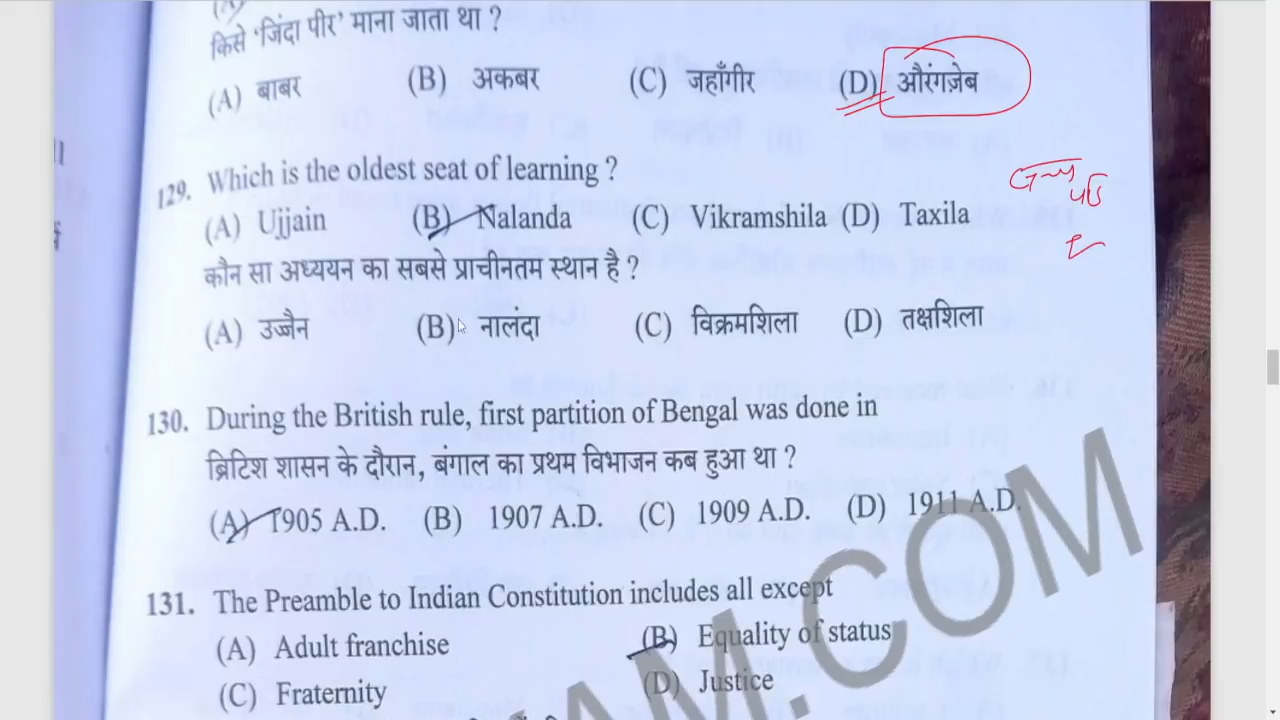 किसे 'जिंदा पीर' माना जाता था ?
(A) बाबर (B) अकबर (C) जहाँगीर (D) औरंगज़ेब
129. Which is the oldest seat of learning ?
(A) Ujjain (B) Nalanda (C) Vikramshila (D) Taxila
कौन सा अध्ययन का सबसे प्राचीनतम स्थान है ?
(A) उज्जैन (B) नालंदा (C) विक्रमशिला (D) तक्षशिला
130. During the British rule, first partition of Bengal was done in
ब्रिटिश शासन के दौरान, बंगाल का प्रथम विभाजन कब हुआ था ?
(A) 1905 A.D. (B) 1907 A.D. (C) 1909 A.D. (D) 1911 A.D.
131. The Preamble to Indian Constitution includes all except
(A) Adult franchise (B) Equality of status
(C) Fraternity (D) Justice
AM.COM